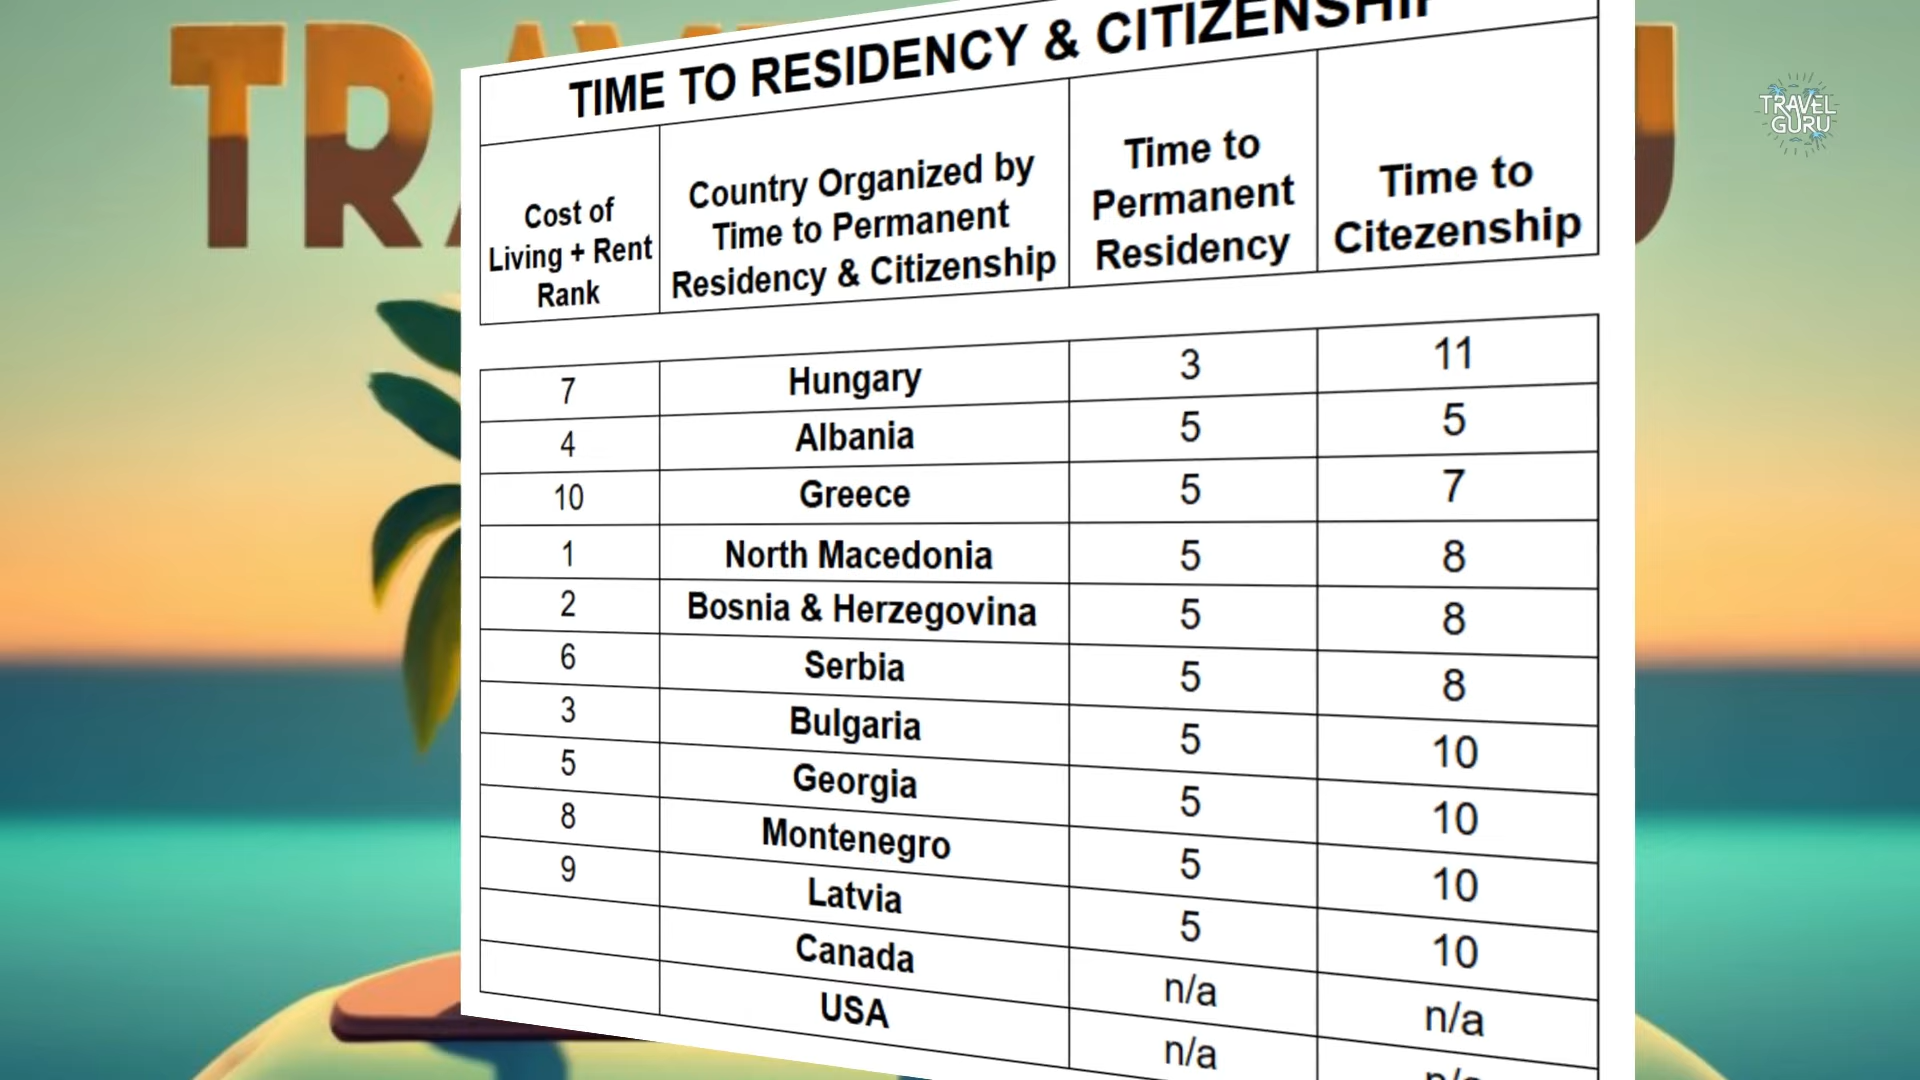 TIME TO RESIDENCY & CITIZENSHIP
Cost of
Living + Rent
Rank
Country Organized by
Time to Permanent
Residency & Citizenship
Time to
Permanent
Residency
Time to
Citezenship
7 Hungary 3 11
4 Albania 5 5
10 Greece 5 7
1 North Macedonia 5 8
2 Bosnia & Herzegovina 5 8
6 Serbia 5 8
3 Bulgaria 5 10
5 Georgia 5 10
8 Montenegro 5 10
9 Latvia 5 10
Canada n/a n/a
USA n/a n/a
TRAVEL
GURU